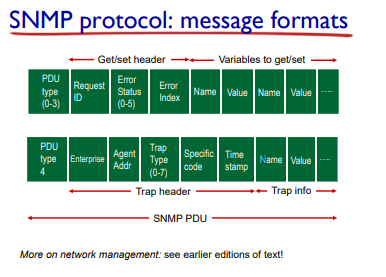 SNMP protocol: message formats
Get/set header Variables to get/set
PDU type (0-3) Request ID Error Status (0-5) Error Index Name Value Name Value ....
PDU type 4 Enterprise Agent Addr Trap Type (0-7) Specific code Time stamp Name Value ....
Trap header Trap info
SNMP PDU
More on network management: see earlier editions of text!